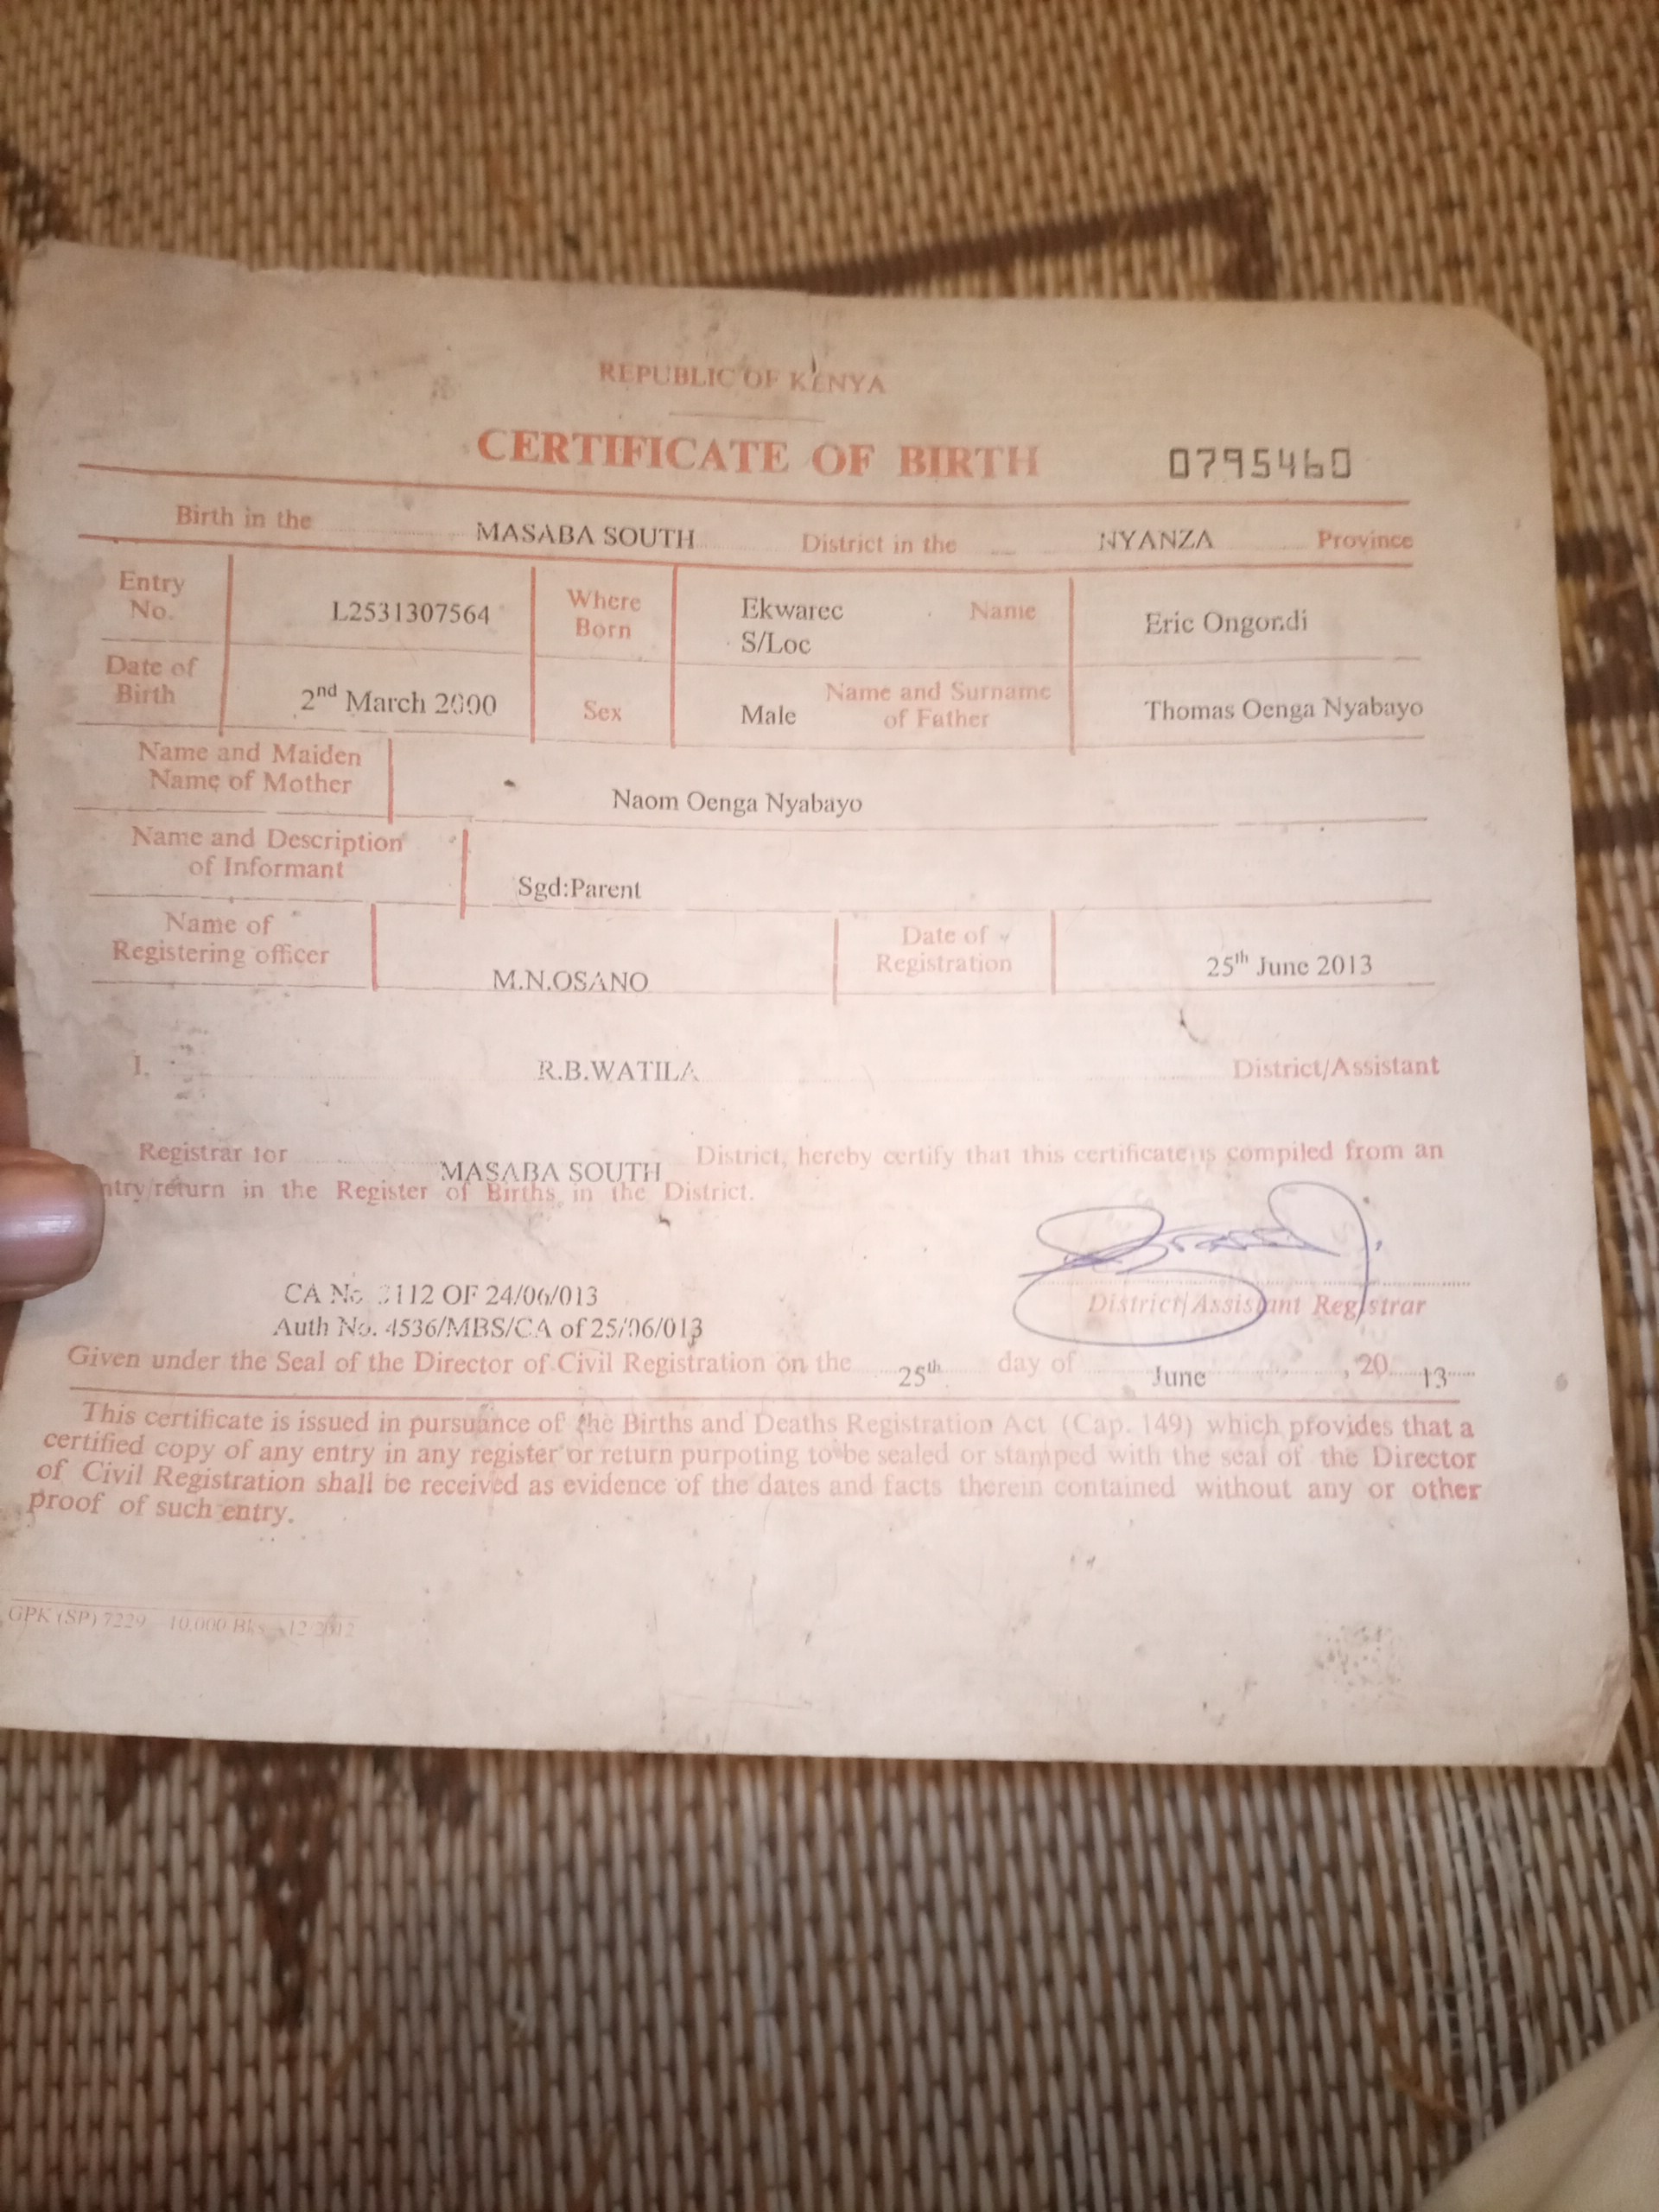 REPUBLIC OF KENYA
CERTIFICATE OF BIRTH 0795460
Birth in the MASABA SOUTH District in the NYANZA Province
Entry No. L2531307564 Where Born Ekwarec S/Loc Name Eric Ongondi
Date of Birth 2nd March 2000 Sex Male Name and Surname of Father Thomas Oenga Nyabayo
Name and Maiden Name of Mother Naom Oenga Nyabayo
Name and Description of Informant Sgd:Parent
Name of Registering officer M.N.OSANO Date of Registration 25th June 2013
I, R.B.WATILA District/Assistant
Registrar for MASABA SOUTH District, hereby certify that this certificate is compiled from an
ntry/return in the Register of Births in the District.
CA No 112 OF 24/06/013
District/Assistant Registrar
Auth No. 4536/MBS/CA of 25/06/013
Given under the Seal of the Director of Civil Registration on the 25th day of June, 20 13
This certificate is issued in pursuance of the Births and Deaths Registration Act (Cap. 149) which provides that a
certified copy of any entry in any register or return purpoting to be sealed or stamped with the seal of the Director
of Civil Registration shall be received as evidence of the dates and facts therein contained without any or other
proof of such entry.
GPK (SP) 7229 10,000 Bks 12/2012